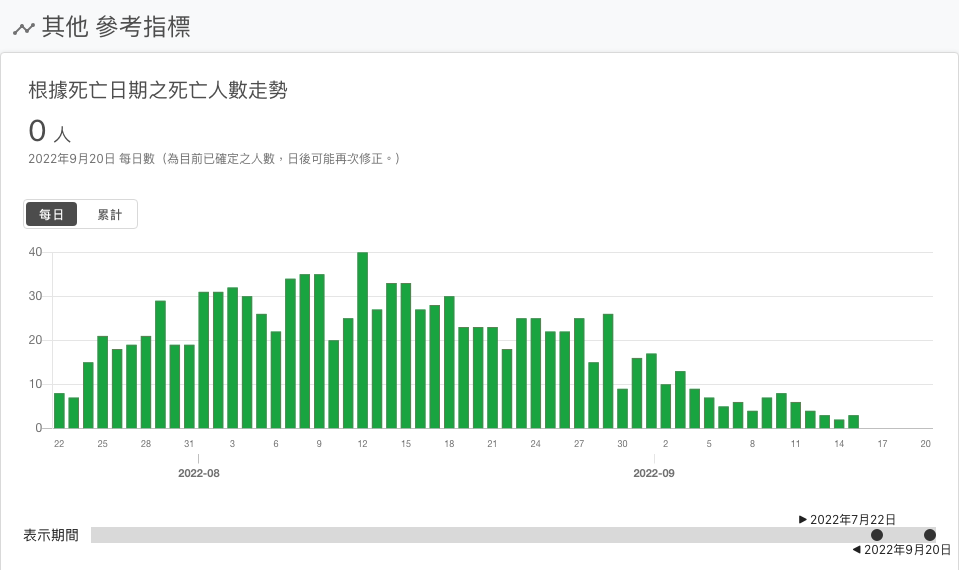 其他 參考指標
根據死亡日期之死亡人數走勢
0 人
2022年9月20日 每日數（為目前已確定之人數，日後可能再次修正。）
每日 累計
40
30
20
10
0
22 25 28 31 3 6 9 12 15 18 21 24 27 30 2 5 8 11 14 17 20
2022-08 2022-09
▶ 2022年7月22日
表示期間
◀ 2022年9月20日